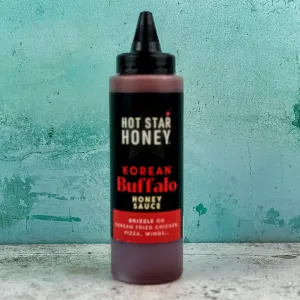 HOT STAR
HONEY
KOREAN
Buffalo
HONEY
SAUCE
DRIZZLE ON
KOREAN FRIED CHICKEN,
PIZZA, WINGS...